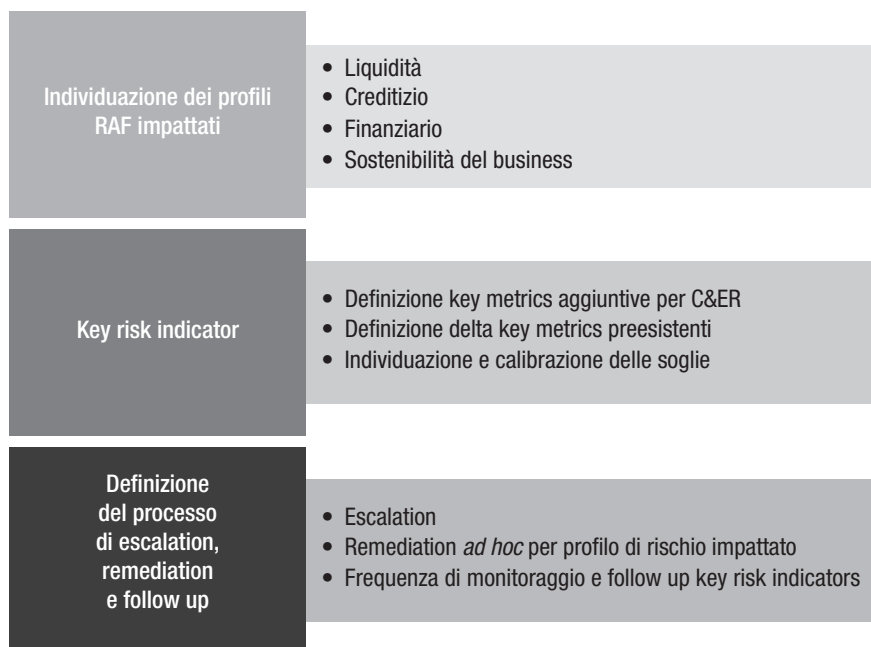 Individuazione dei profili
RAF impattati
• Liquidità
• Creditizio
• Finanziario
• Sostenibilità del business
Key risk indicator
• Definizione key metrics aggiuntive per C&ER
• Definizione delta key metrics preesistenti
• Individuazione e calibrazione delle soglie
Definizione
del processo
di escalation,
remediation
e follow up
• Escalation
• Remediation ad hoc per profilo di rischio impattato
• Frequenza di monitoraggio e follow up key risk indicators